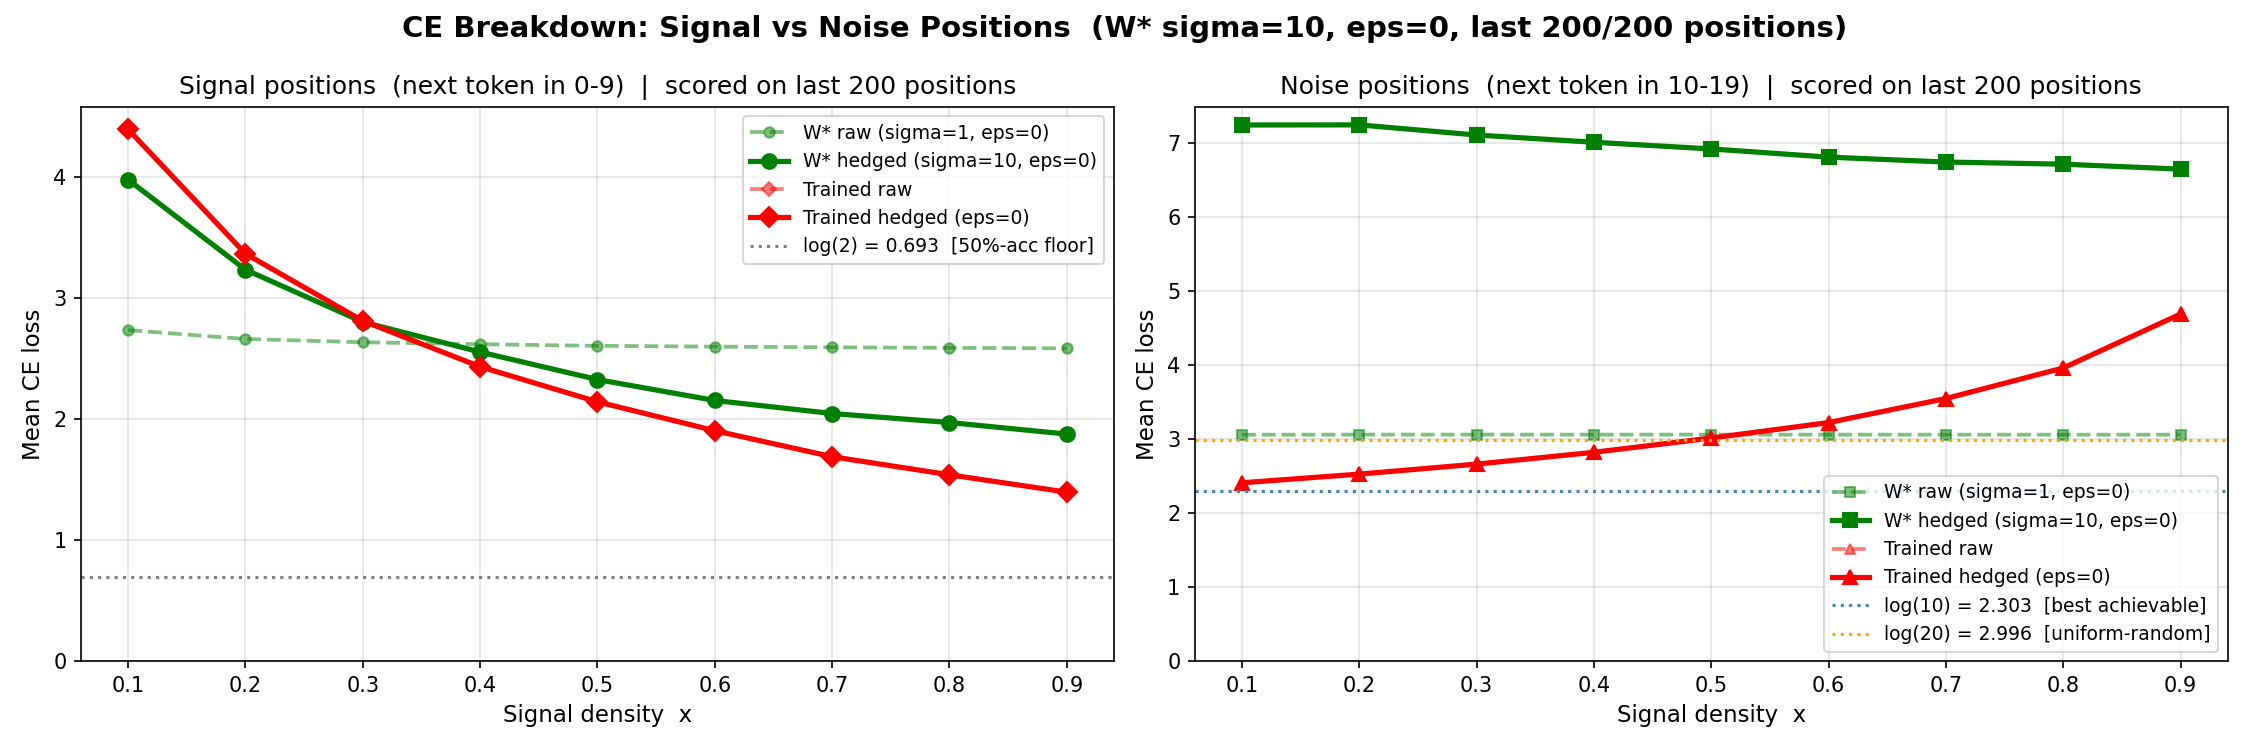 CE Breakdown: Signal vs Noise Positions  (W* sigma=10, eps=0, last 200/200 positions)
Signal positions  (next token in 0-9)  |  scored on last 200 positions
Mean CE loss
4
3
2
1
0
W* raw (sigma=1, eps=0)
W* hedged (sigma=10, eps=0)
Trained raw
Trained hedged (eps=0)
log(2) = 0.693  [50%-acc floor]
0.1 0.2 0.3 0.4 0.5 0.6 0.7 0.8 0.9
Signal density  x
Noise positions  (next token in 10-19)  |  scored on last 200 positions
Mean CE loss
7
6
5
4
3
2
1
0
W* raw (sigma=1, eps=0)
W* hedged (sigma=10, eps=0)
Trained raw
Trained hedged (eps=0)
log(10) = 2.303  [best achievable]
log(20) = 2.996  [uniform-random]
0.1 0.2 0.3 0.4 0.5 0.6 0.7 0.8 0.9
Signal density  x